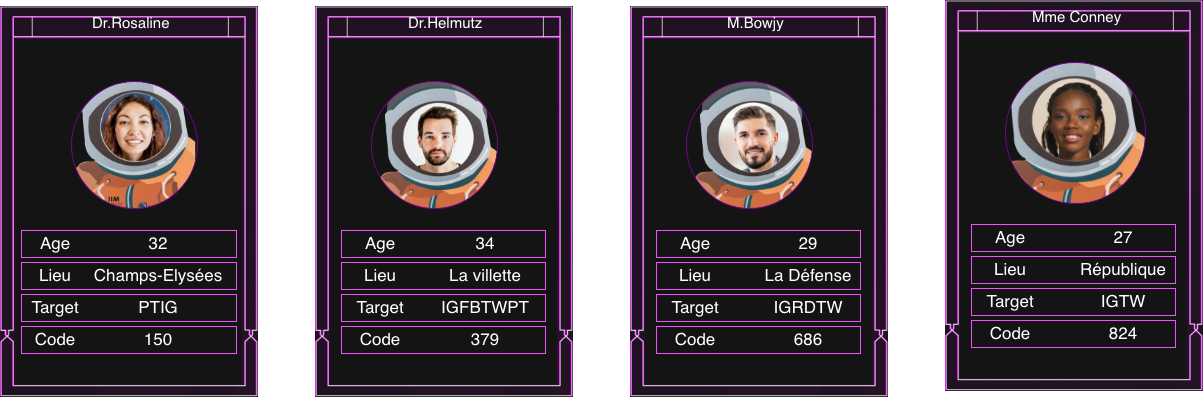 Dr.Rosaline
IIM
Age 32
Lieu Champs-Elysées
Target PTIG
Code 150
Dr.Helmutz
Age 34
Lieu La villette
Target IGFBTWPT
Code 379
M.Bowjy
Age 29
Lieu La Défense
Target IGRDTW
Code 686
Mme Conney
Age 27
Lieu République
Target IGTW
Code 824